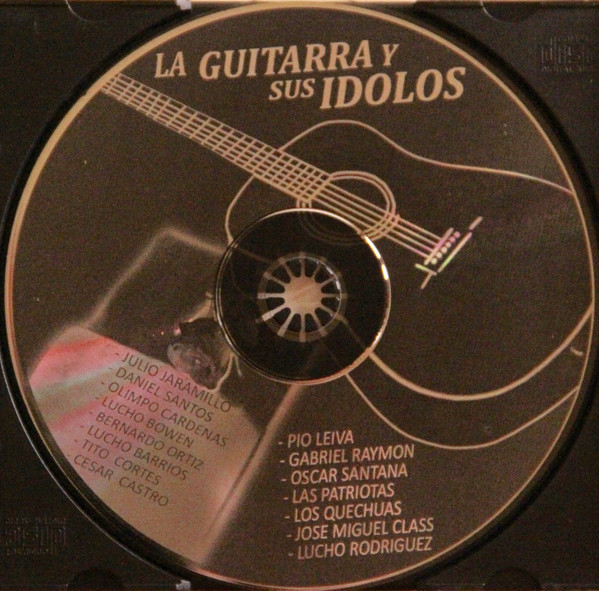 LA GUITARRA Y
SUS IDOLOS
- JULIO JARAMILLO
- DANIEL SANTOS
- OLIMPO CARDENAS
- LUCHO BOWEN
- BERNARDO ORTIZ
- LUCHO BARRIOS
- TITO CORTES
- CESAR CASTRO
- PIO LEIVA
- GABRIEL RAYMON
- OSCAR SANTANA
- LAS PATRIOTAS
- LOS QUECHUAS
- JOSE MIGUEL CLASS
- LUCHO RODRIGUEZ